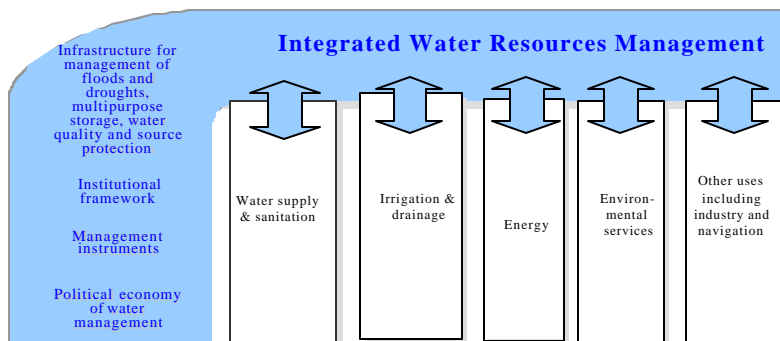 Integrated Water Resources Management
Infrastructure for
management of
floods and
droughts,
multipurpose
storage, water
quality and source
protection
Institutional
framework
Management
instruments
Political economy
of water
management
Water supply
& sanitation
Irrigation &
drainage
Energy
Environ-
mental
services
Other uses
including
industry and
navigation